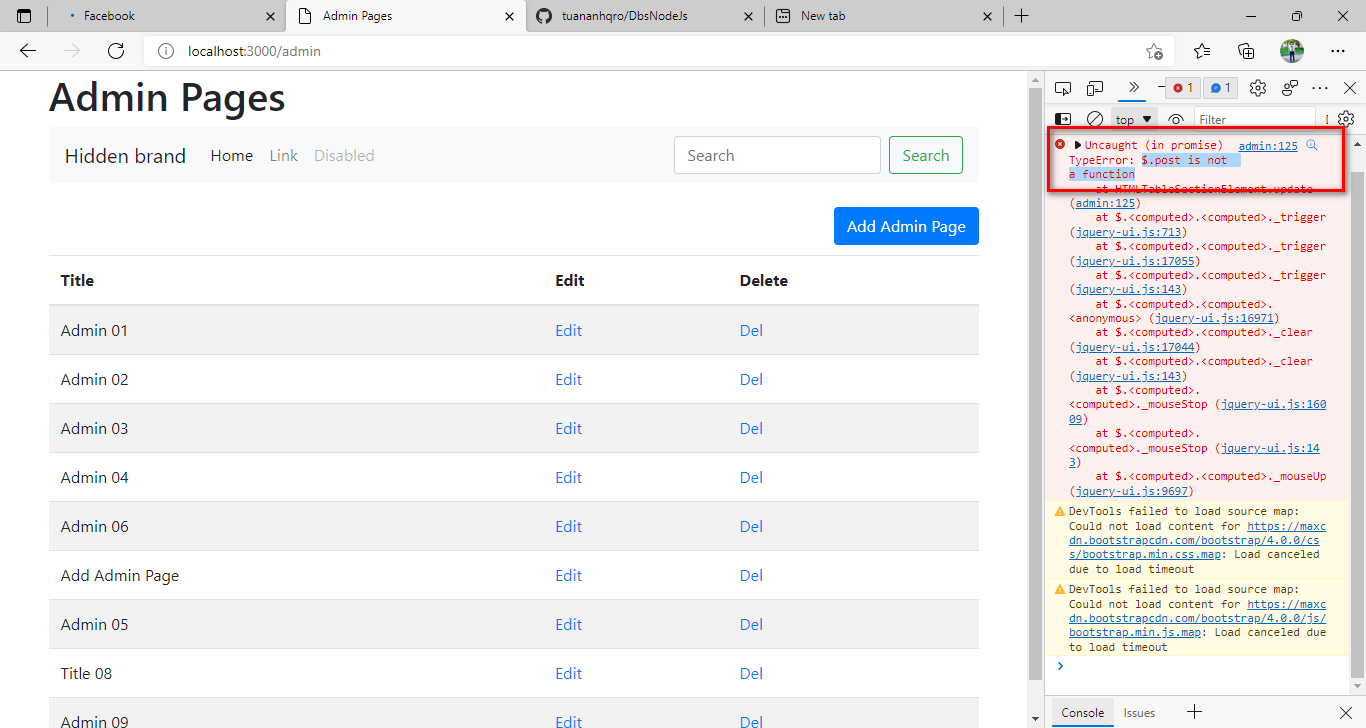 Facebook
Admin Pages
tuananhqro/DbsNodeJs
New tab
localhost:3000/admin
Admin Pages
Hidden brand
Home
Link
Disabled
Search
Search
Add Admin Page
Title Edit Delete
Admin 01 Edit Del
Admin 02 Edit Del
Admin 03 Edit Del
Admin 04 Edit Del
Admin 06 Edit Del
Add Admin Page Edit Del
Admin 05 Edit Del
Title 08 Edit Del
Admin 09 Edit Del
1
1
top
Filter
Uncaught (in promise) admin:125
TypeError: $.post is not
a function
at HTMLTableSectionElement.update
(admin:125)
at $.<computed>.<computed>._trigger
(jquery-ui.js:713)
at $.<computed>.<computed>._trigger
(jquery-ui.js:17055)
at $.<computed>.<computed>._trigger
(jquery-ui.js:143)
at $.<computed>.<computed>.
<anonymous> (jquery-ui.js:16971)
at $.<computed>.<computed>._clear
(jquery-ui.js:17044)
at $.<computed>.<computed>._clear
(jquery-ui.js:143)
at $.<computed>.
<computed>._mouseStop (jquery-ui.js:160
09)
at $.<computed>.
<computed>._mouseStop (jquery-ui.js:14
3)
at $.<computed>.<computed>._mouseUp
(jquery-ui.js:9697)
DevTools failed to load source map:
Could not load content for https://maxc
dn.bootstrapcdn.com/bootstrap/4.0.0/cs
s/bootstrap.min.css.map: Load canceled
due to load timeout
DevTools failed to load source map:
Could not load content for https://maxc
dn.bootstrapcdn.com/bootstrap/4.0.0/js/
bootstrap.min.js.map: Load canceled due
to load timeout
Console
Issues